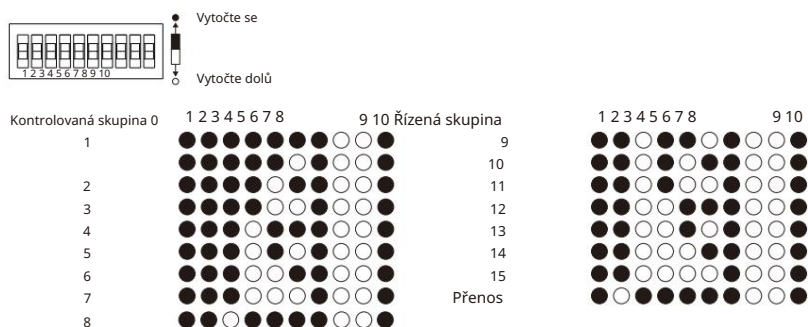 Vytočte se
1 2 3 4 5 6 7 8 9 10
Vytočte dolů
Kontrolovaná skupina 0 1 2 3 4 5 6 7 8 9 10 Řízená skupina 1 2 3 4 5 6 7 8 9 10
1 9
10
2 11
3 12
4 13
5 14
6 15
7 Přenos
8